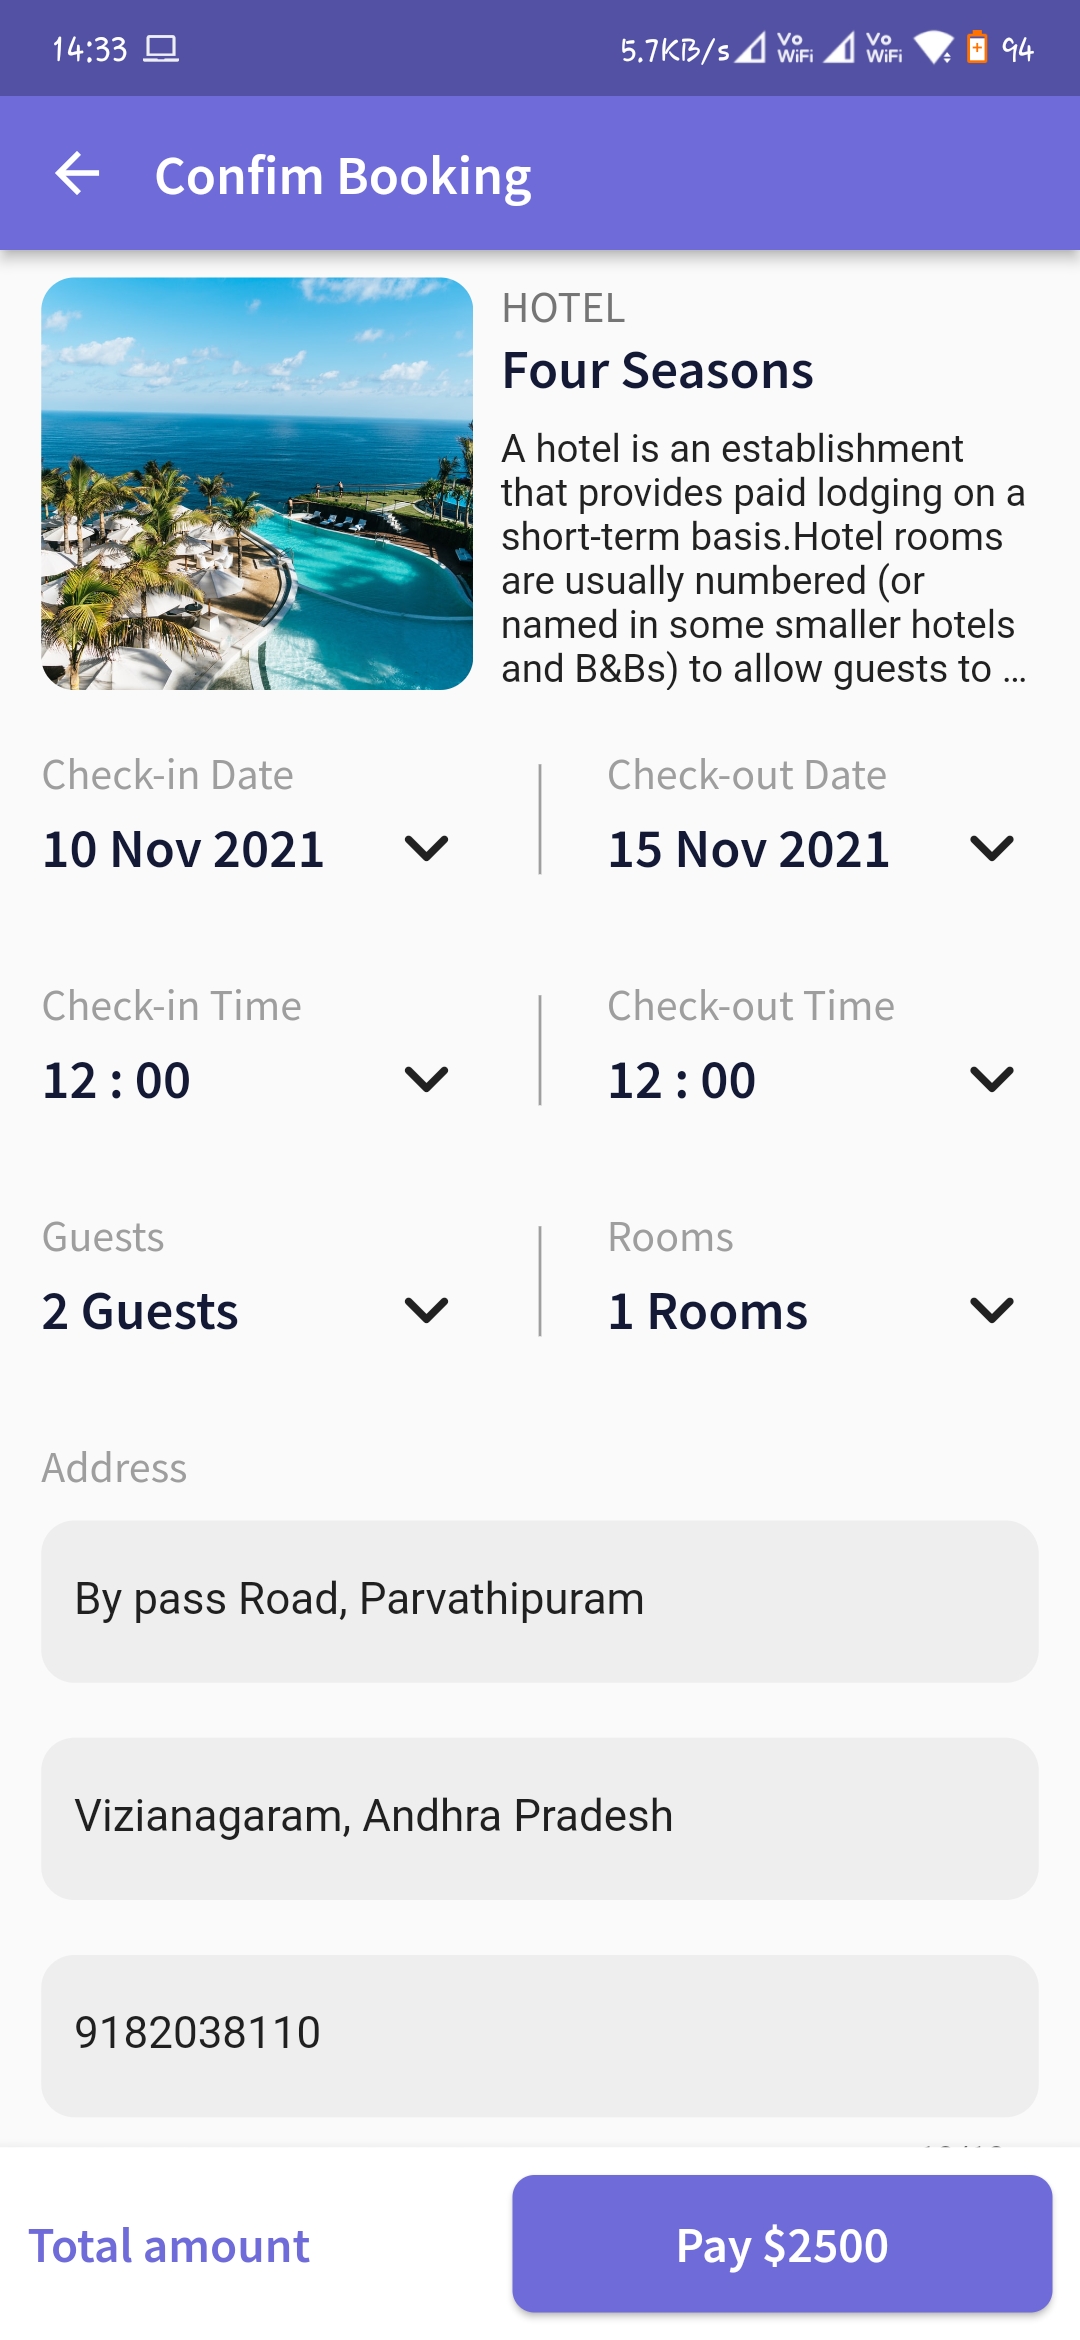 14:33 5.7KB/s Vo WiFi Vo WiFi 94
Confim Booking
HOTEL
Four Seasons
A hotel is an establishment
that provides paid lodging on a
short-term basis.Hotel rooms
are usually numbered (or
named in some smaller hotels
and B&Bs) to allow guests to ...
Check-in Date Check-out Date
10 Nov 2021 15 Nov 2021
Check-in Time Check-out Time
12 : 00 12 : 00
Guests Rooms
2 Guests 1 Rooms
Address
By pass Road, Parvathipuram
Vizianagaram, Andhra Pradesh
9182038110
Total amount Pay $2500